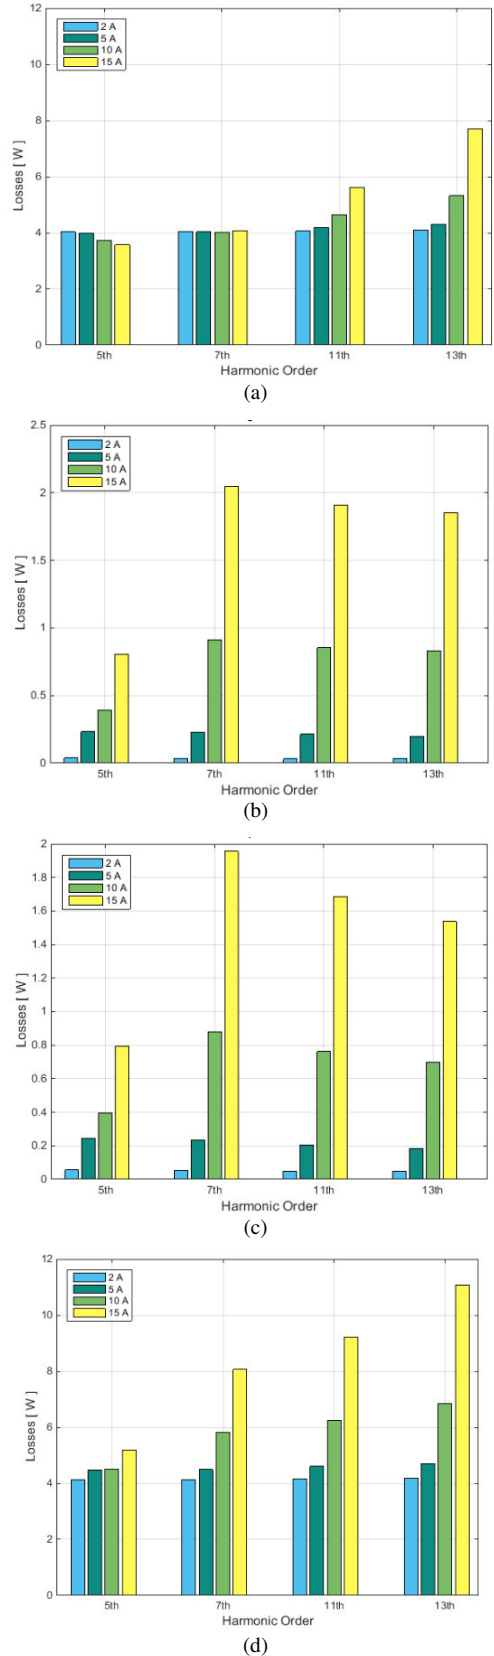 12
10
8
6
4
2
0
Losses [ W ]
2 A
5 A
10 A
15 A
5th 7th 11th 13th
Harmonic Order
(a)
2.5
2
1.5
1
0.5
0
Losses [ W ]
2 A
5 A
10 A
15 A
5th 7th 11th 13th
Harmonic Order
(b)
2
1.8
1.6
1.4
1.2
1
0.8
0.6
0.4
0.2
0
Losses [ W ]
2 A
5 A
10 A
15 A
5th 7th 11th 13th
Harmonic Order
(c)
12
10
8
6
4
2
0
Losses [ W ]
2 A
5 A
10 A
15 A
5th 7th 11th 13th
Harmonic Order
(d)